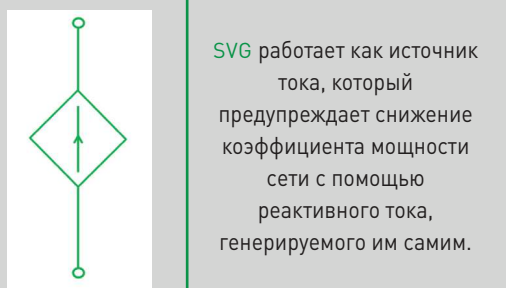 SVG работает как источник
тока, который
предупреждает снижение
коэффициента мощности
сети с помощью
реактивного тока,
генерируемого им самим.